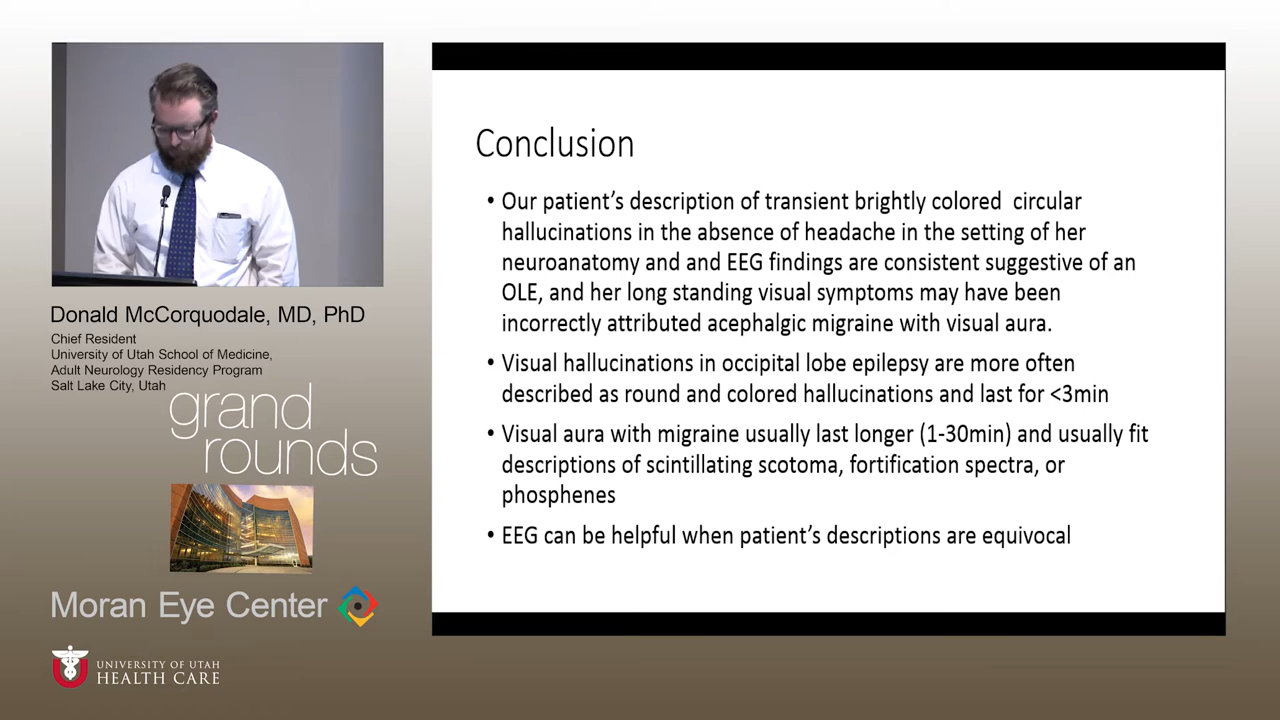 Donald McCorquodale, MD, PhD
Chief Resident
University of Utah School of Medicine,
Adult Neurology Residency Program
Salt Lake City, Utah
grand
rounds
Moran Eye Center
UNIVERSITY OF UTAH
HEALTH CARE
Conclusion
• Our patient’s description of transient brightly colored  circular
hallucinations in the absence of headache in the setting of her
neuroanatomy and and EEG findings are consistent suggestive of an
OLE, and her long standing visual symptoms may have been
incorrectly attributed acephalgic migraine with visual aura.
• Visual hallucinations in occipital lobe epilepsy are more often
described as round and colored hallucinations and last for <3min
• Visual aura with migraine usually last longer (1-30min) and usually fit
descriptions of scintillating scotoma, fortification spectra, or
phosphenes
• EEG can be helpful when patient’s descriptions are equivocal